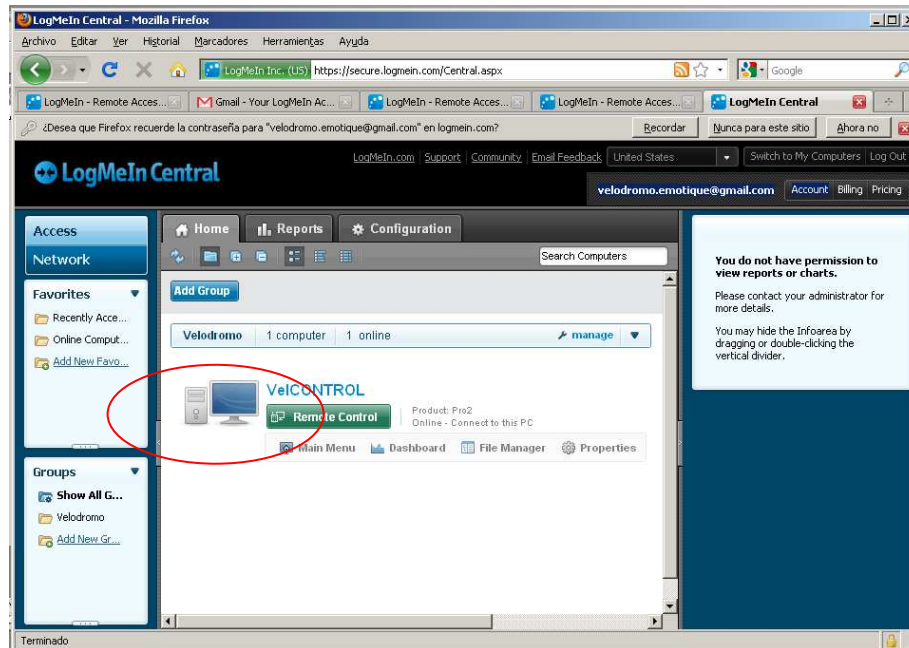 LogMeIn Central - Mozilla Firefox
Archivo Editar Ver Historial Marcadores Herramientas Ayuda
LogMeIn Inc. (US) https://secure.logmein.com/Central.aspx Google
LogMeIn - Remote Acces... Gmail - Your LogMeIn Ac... LogMeIn - Remote Acces... LogMeIn - Remote Acces... LogMeIn Central
¿Desea que Firefox recuerde la contraseña para "velodromo.emotique@gmail.com" en logmein.com? Recordar Nunca para este sitio Ahora no
LogMeIn.com Support Community Email Feedback United States Switch to My Computers Log Out
LogMeIn Central
velodromo.emotique@gmail.com Account Billing Pricing
Access
Network
Favorites
Recently Acce...
Online Comput...
Add New Favo...
Groups
Show All G...
Velodromo
Add New Gr...
Home Reports Configuration
Search Computers
Add Group
Velodromo 1 computer 1 online manage
VelCONTROL
Remote Control
Product: Pro2
Online - Connect to this PC
Main Menu Dashboard File Manager Properties
You do not have permission to
view reports or charts.
Please contact your administrator for
more details.
You may hide the Infoarea by
dragging or double-clicking the
vertical divider.
Terminado